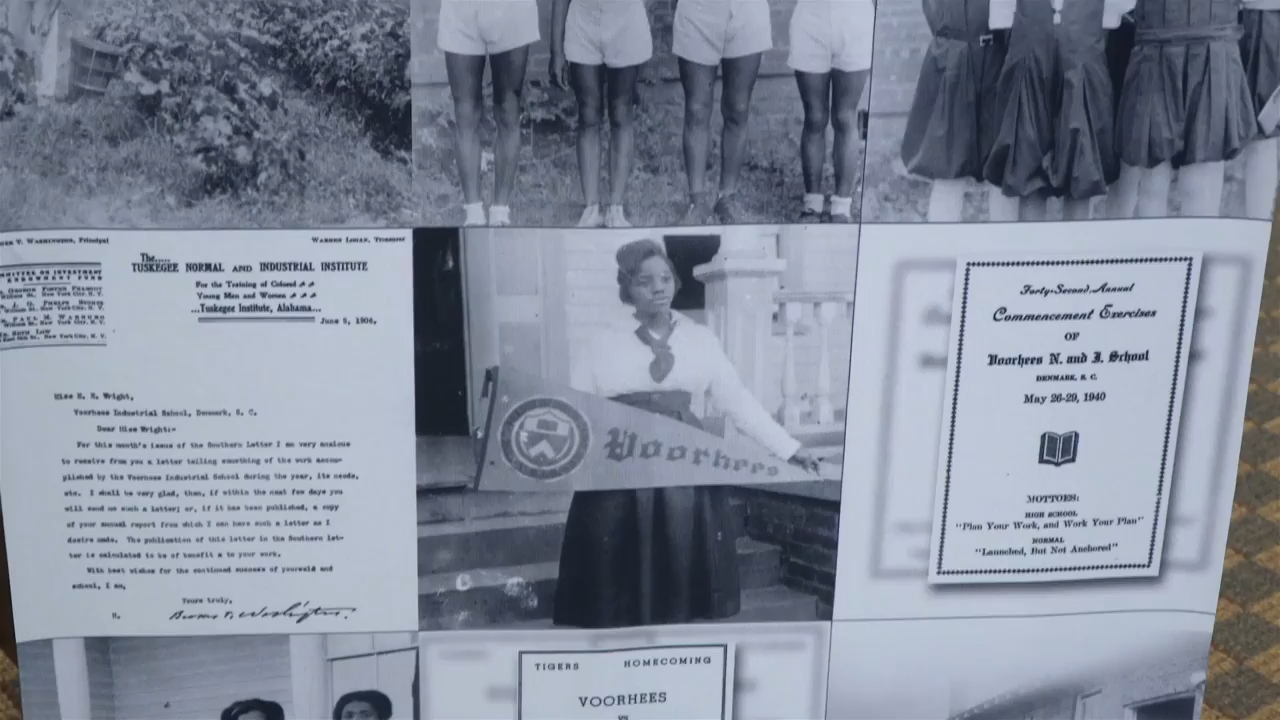 WARREN LOGAN, Treasurer
The.....
TUSKEGEE NORMAL AND INDUSTRIAL INSTITUTE
For the Training of Colored
Young Men and Women
...Tuskegee Institute, Alabama...
June 5, 1904.
Miss E. E. Wright,
Voorhees Industrial School, Denmark, S. C.
Dear Miss Wright:-
For this month's issue of the Southern Letter I am very anxious
to receive from you a letter telling something of the work accom-
plished by the Voorhees Industrial School during the year, its needs,
etc. I shall be very glad, then, if within the next few days you
will send me such a letter; or, if it has been published, a copy
of your annual report from which I can have such a letter as I
desire made. The publication of this letter in the Southern Let-
ter is calculated to be of benefit to your work.
With best wishes for the continued success of yourself and
school, I am,
Yours truly,
Booker T. Washington.
Voorhees
Forty-Second Annual
Commencement Exercises
OF
Voorhees N. and I. School
DENMARK, S. C.
May 26-29, 1940
MOTTOES:
HIGH SCHOOL
"Plan Your Work, and Work Your Plan"
NORMAL
"Launched, But Not Anchored"
TIGERS HOMECOMING
VOORHEES
VS